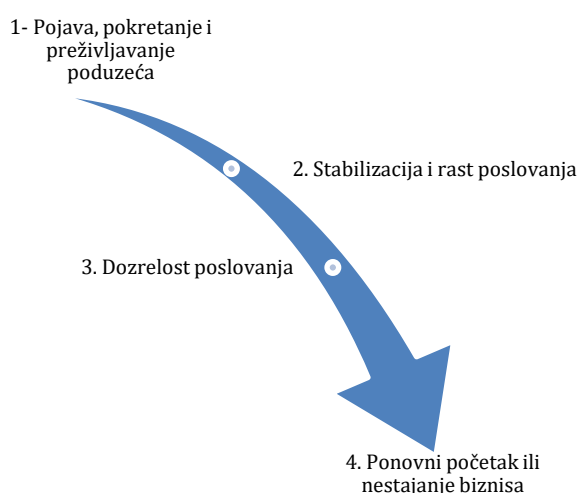 1- Pojava, pokretanje i
preživljavanje
poduzeća
2. Stabilizacija i rast poslovanja
3. Dozrelost poslovanja
4. Ponovni početak ili
nestajanje biznisa